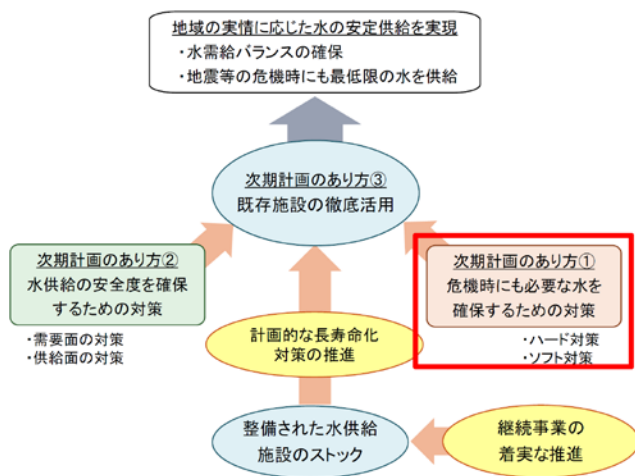 地域の実情に応じた水の安定供給を実現
・水需給バランスの確保
・地震等の危機時にも最低限の水を供給
次期計画のあり方③
既存施設の徹底活用
次期計画のあり方②
水供給の安全度を確保
するための対策
・需要面の対策
・供給面の対策
次期計画のあり方①
危機時にも必要な水を
確保するための対策
・ハード対策
・ソフト対策
計画的な長寿命化
対策の推進
整備された水供給
施設のストック
継続事業の
着実な推進